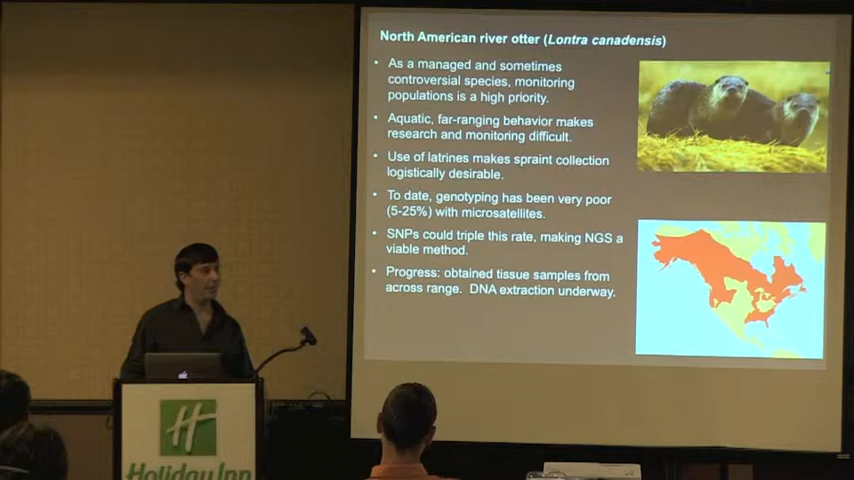 North American river otter (Lontra canadensis)
• As a managed and sometimes
controversial species, monitoring
populations is a high priority.
• Aquatic, far-ranging behavior makes
research and monitoring difficult.
• Use of latrines makes spraint collection
logistically desirable.
• To date, genotyping has been very poor
(5-25%) with microsatellites.
• SNPs could triple this rate, making NGS a
viable method.
• Progress: obtained tissue samples from
across range. DNA extraction underway.
H
Holiday Inn